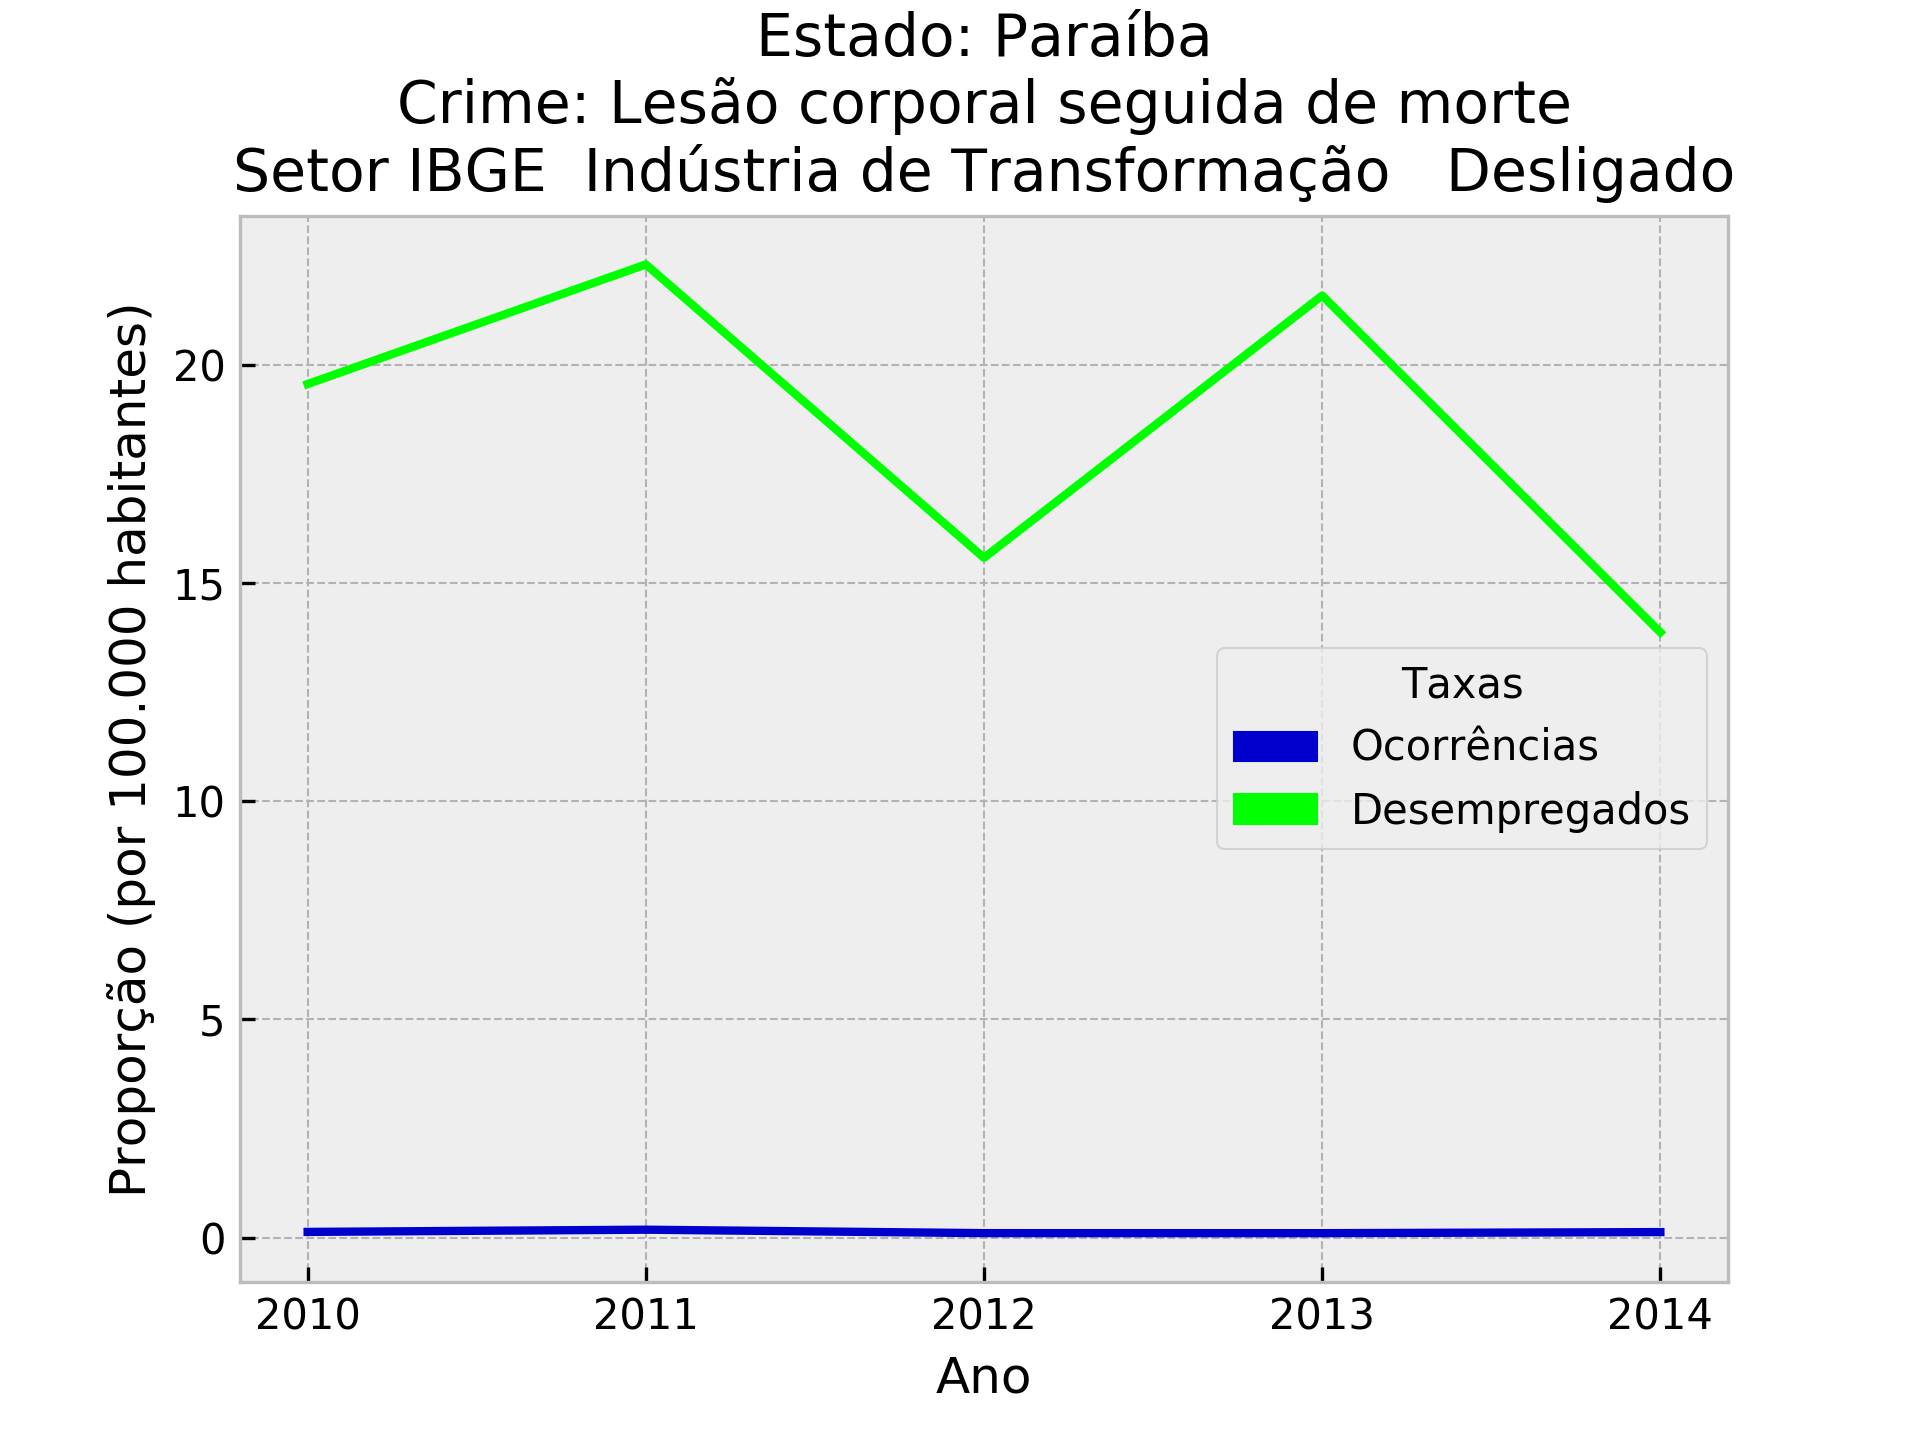 Estado: Paraíba
Crime: Lesão corporal seguida de morte
Setor IBGE  Indústria de Transformação   Desligado
Proporção (por 100.000 habitantes)
20
15
10
5
0
Taxas
Ocorrências
Desempregados
2010 2011 2012 2013 2014
Ano